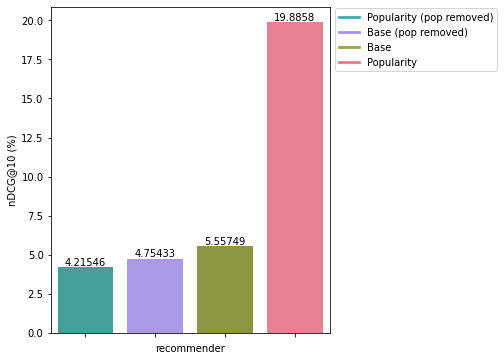 20.0
17.5
15.0
12.5
10.0
7.5
5.0
2.5
0.0
nDCG@10 (%)
4.21546
4.75433
5.55749
19.8858
recommender
Popularity (pop removed)
Base (pop removed)
Base
Popularity